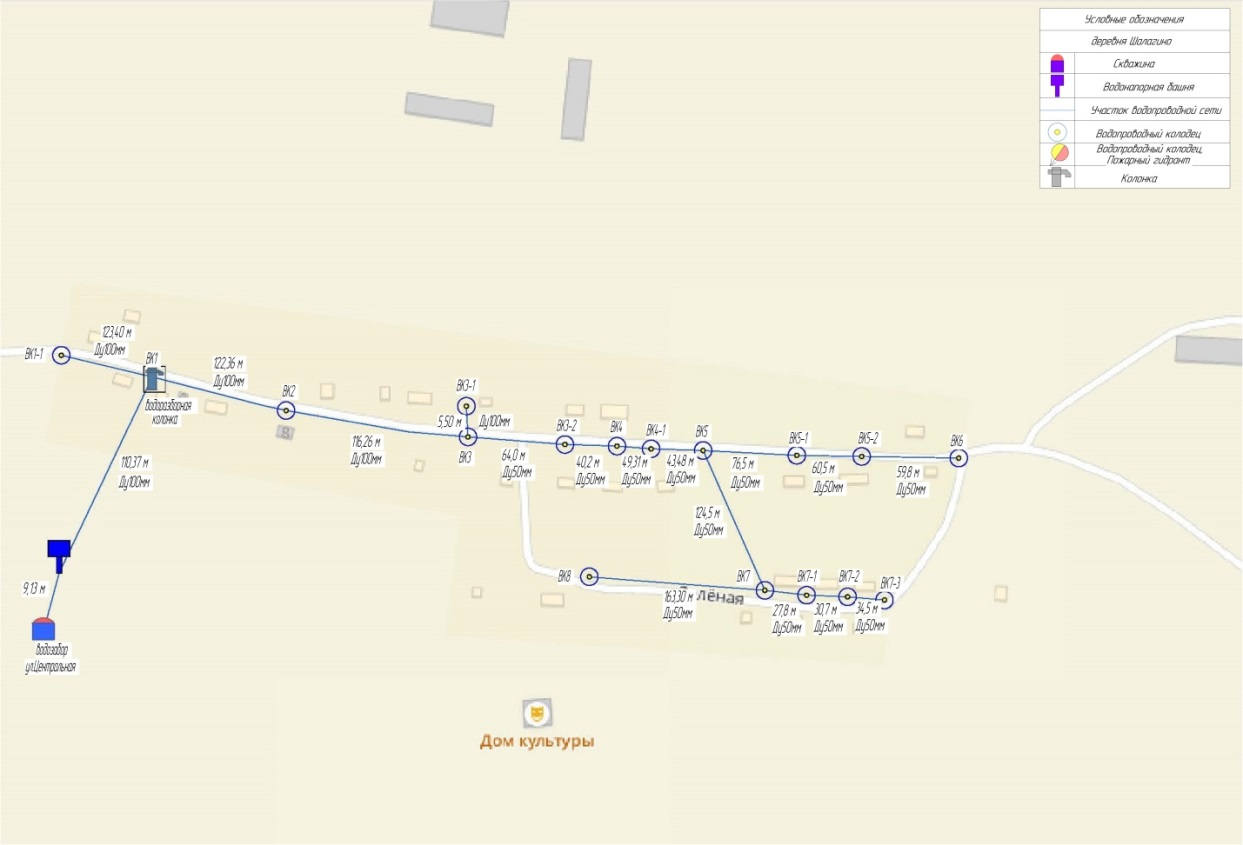 Условные обозначения
деревня Шалагино
Скважина
Водонапорная башня
Участок водопроводной сети
Водопроводный колодец
Водопроводный колодец,
Пожарный гидрант
Колонка
123,40 м
Ду100мм
ВК1-1
ВК1
водоразборная
колонка
122,36 м
Ду100мм
ВК2
8
116,26 м
Ду100мм
ВК3-1
5,50 м
Ду100мм
ВК3
64,0 м
Ду50мм
ВК3-2
40,2 м
Ду50мм
ВК4
49,31 м
Ду50мм
ВК4-1
43,48 м
Ду50мм
ВК5
76,5 м
Ду50мм
ВК5-1
60,5 м
Ду50мм
ВК5-2
59,8 м
Ду50мм
ВК6
110,37 м
Ду100мм
124,5 м
Ду50мм
9,13 м
водозабор
ул.Центральная
ВК8
163,30 м
Ду50мм
лёная
ВК7
27,8 м
Ду50мм
ВК7-1
30,7 м
Ду50мм
ВК7-2
34,5 м
Ду50мм
ВК7-3
Дом культуры